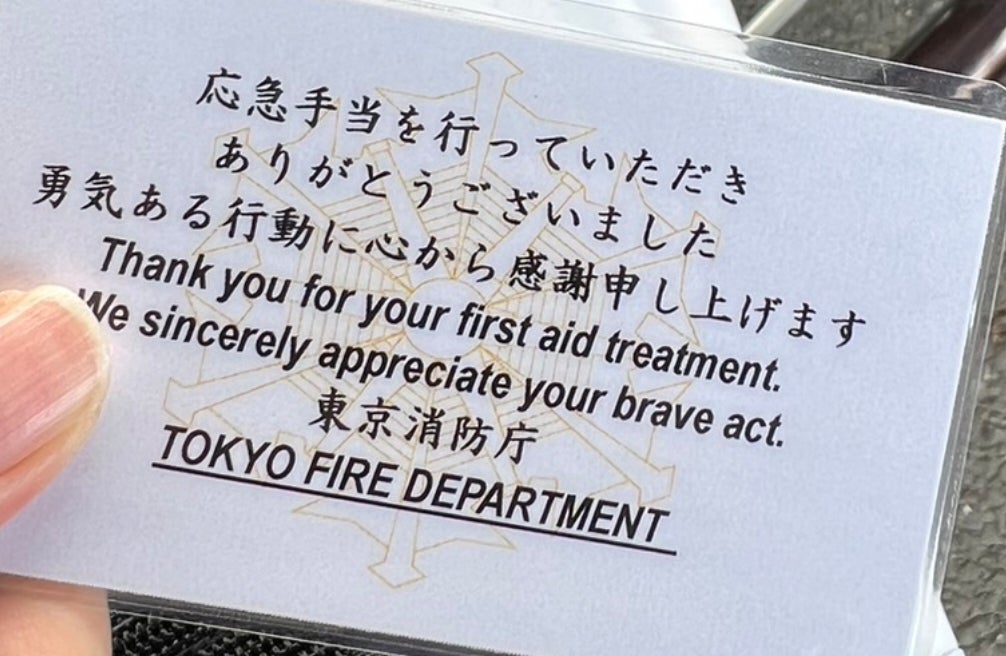 応急手当を行っていただき
ありがとうございました
勇気ある行動に心から感謝申し上げます
Thank you for your first aid treatment.
We sincerely appreciate your brave act.
東京消防庁
TOKYO FIRE DEPARTMENT